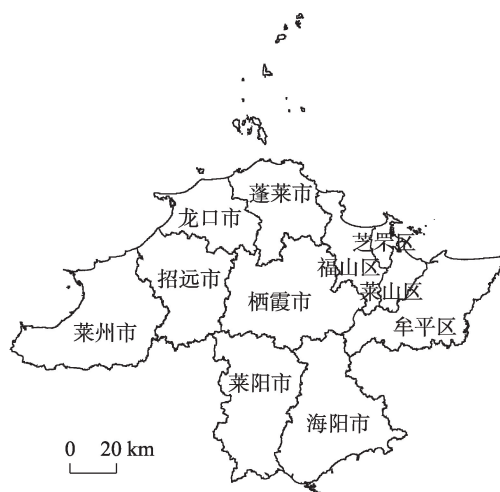 蓬莱市
龙口市
芝罘区
福山区
招远市
莱山区
栖霞市
牟平区
莱州市
莱阳市
海阳市
0 20 km